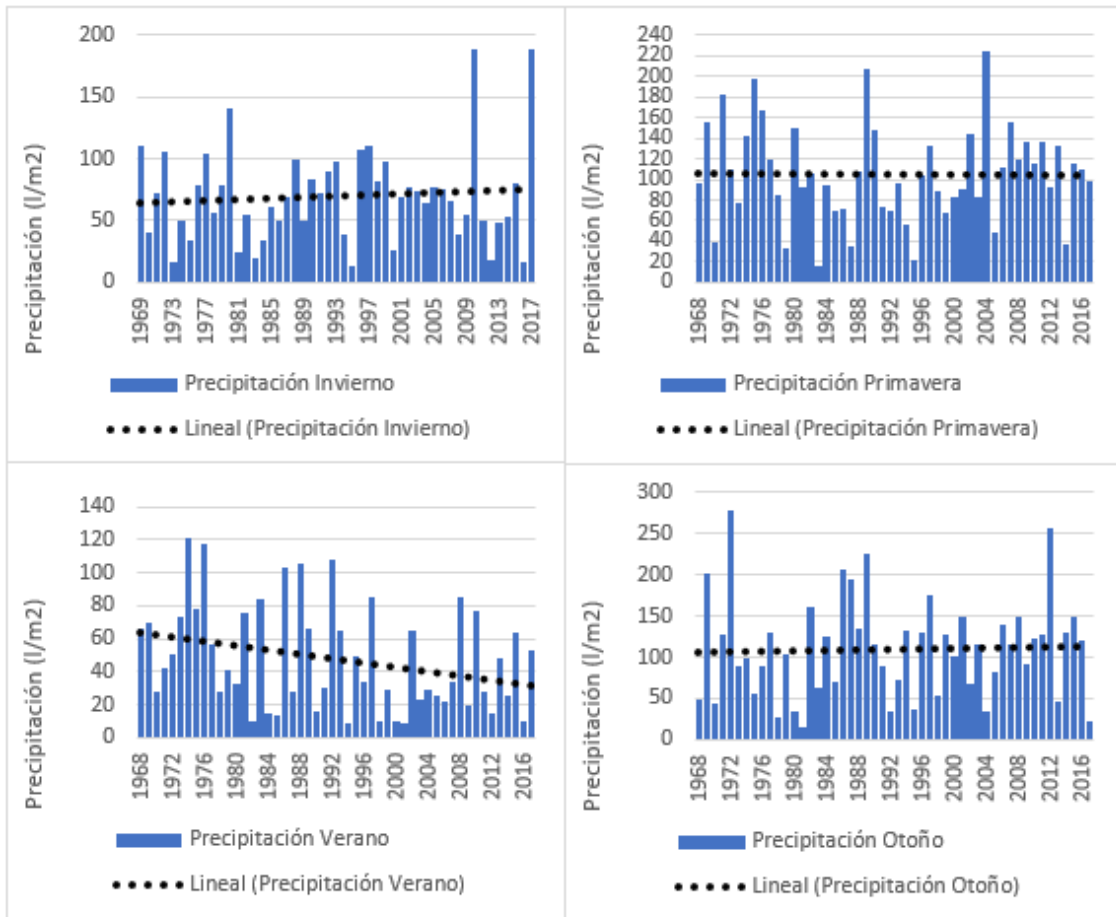 200
150
100
50
0
Precipitación (l/m2)
1969 1973 1977 1981 1985 1989 1993 1997 2001 2005 2009 2013 2017
Precipitación Invierno
Lineal (Precipitación Invierno)
240
220
200
180
160
140
120
100
80
60
40
20
0
Precipitación (l/m2)
1968 1972 1976 1980 1984 1988 1992 1996 2000 2004 2008 2012 2016
Precipitación Primavera
Lineal (Precipitación Primavera)
140
120
100
80
60
40
20
0
Precipitación (l/m2)
1968 1972 1976 1980 1984 1988 1992 1996 2000 2004 2008 2012 2016
Precipitación Verano
Lineal (Precipitación Verano)
300
250
200
150
100
50
0
Precipitación (l/m2)
1968 1972 1976 1980 1984 1988 1992 1996 2000 2004 2008 2012 2016
Precipitación Otoño
Lineal (Precipitación Otoño)